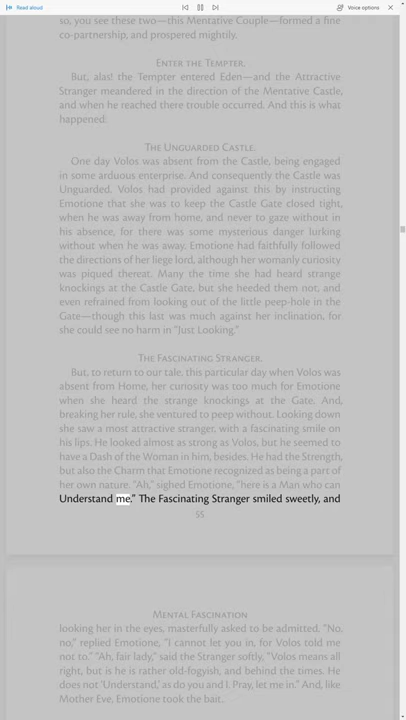 Read aloud
Voice options
so, you see these two—this Mentative Couple—formed a fine
co-partnership, and prospered mightily.
Enter the Tempter.
But, alas! the Tempter entered Eden—and the Attractive
Stranger meandered in the direction of the Mentative Castle,
and when he reached there trouble occurred. And this is what
happened:
The Unguarded Castle.
One day Volos was absent from the Castle, being engaged
in some arduous enterprise. And consequently the Castle was
Unguarded. Volos had provided against this by instructing
Emotione that she was to keep the Castle Gate closed tight,
when he was away from home, and never to gaze without in
his absence, for there was some mysterious danger lurking
without when he was away. Emotione had faithfully followed
the directions of her liege lord, although her womanly curiosity
was piqued thereat. Many the time she had heard strange
knockings at the Castle Gate, but she heeded them not, and
even refrained from looking out of the little peep-hole in the
Gate—though this last was much against her inclination, for
she could see no harm in “Just Looking.”
The Fascinating Stranger.
But, to return to our tale, this particular day when Volos was
absent from Home, her curiosity was too much for Emotione
when she heard the strange knockings at the Gate. And,
breaking her rule, she ventured to peep without. Looking down
she saw a most attractive stranger, with a fascinating smile on
his lips. He looked almost as strong as Volos, but he seemed to
have a Dash of the Woman in him, besides. He had the Strength,
but also the Charm that Emotione recognized as being a part of
her own nature. “Ah,” sighed Emotione, “here is a Man who can
Understand me.” The Fascinating Stranger smiled sweetly, and
55
Mental Fascination
looking her in the eyes, masterfully asked to be admitted. “No,
no,” replied Emotione, “I cannot let you in, for Volos told me
not to.” “Ah, fair lady,” said the Stranger softly, “Volos means all
right, but is he is rather old-fogyish, and behind the times. He
does not ‘Understand,’ as do you and I. Pray, let me in.” And, like
Mother Eve, Emotione took the bait.